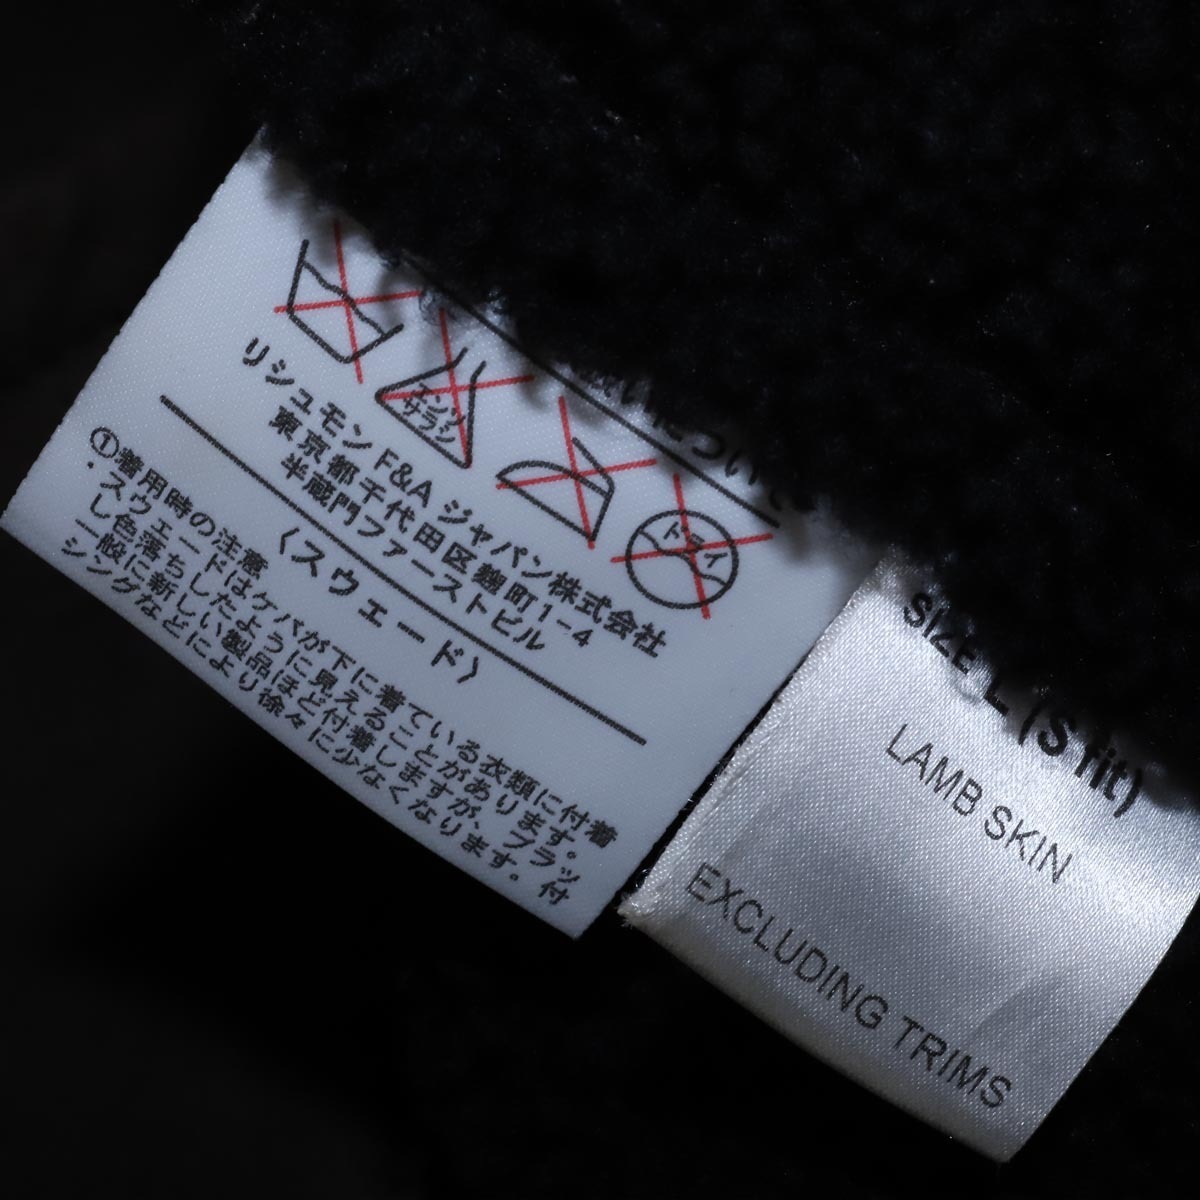 いについて
エンソ
サラシ
ドライ
リシュモン F&A ジャパン株式会社
東京都千代田区麹町1-4
半蔵門ファーストビル
〈スウェード〉
①着用時の注意
・スウェードはケバが下に着ている衣類に付着
し色落ちしたように見えることがあります。
一般に新しい製品ほど付着しますが、ブラッ
シングなどにより徐々に少なくなります。付
SIZE L (S fit)
LAMB SKIN
EXCLUDING TRIMS